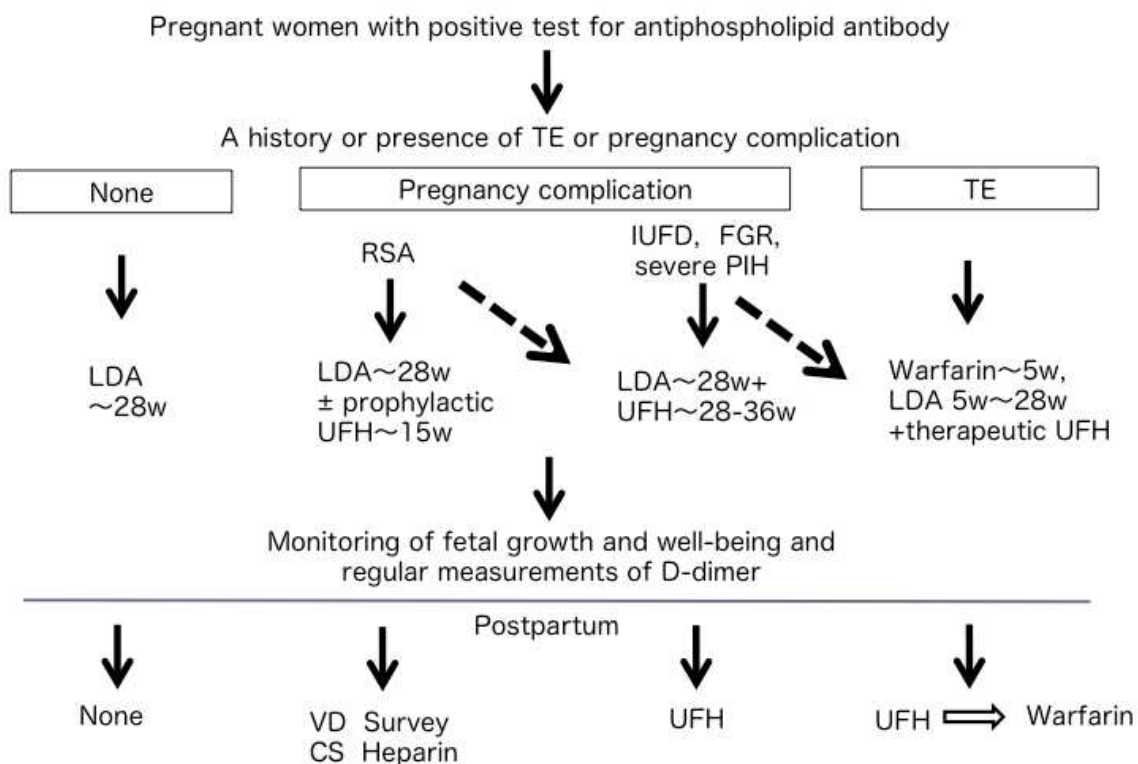 Pregnant women with positive test for antiphospholipid antibody
A history or presence of TE or pregnancy complication
None
Pregnancy complication
TE
RSA
IUFD, FGR,
severe PIH
LDA
～28w
LDA～28w
± prophylactic
UFH～15w
LDA～28w+
UFH～28-36w
Warfarin～5w,
LDA 5w～28w
+therapeutic UFH
Monitoring of fetal growth and well-being and
regular measurements of D-dimer
Postpartum
None
VD Survey
CS Heparin
UFH
UFH
Warfarin